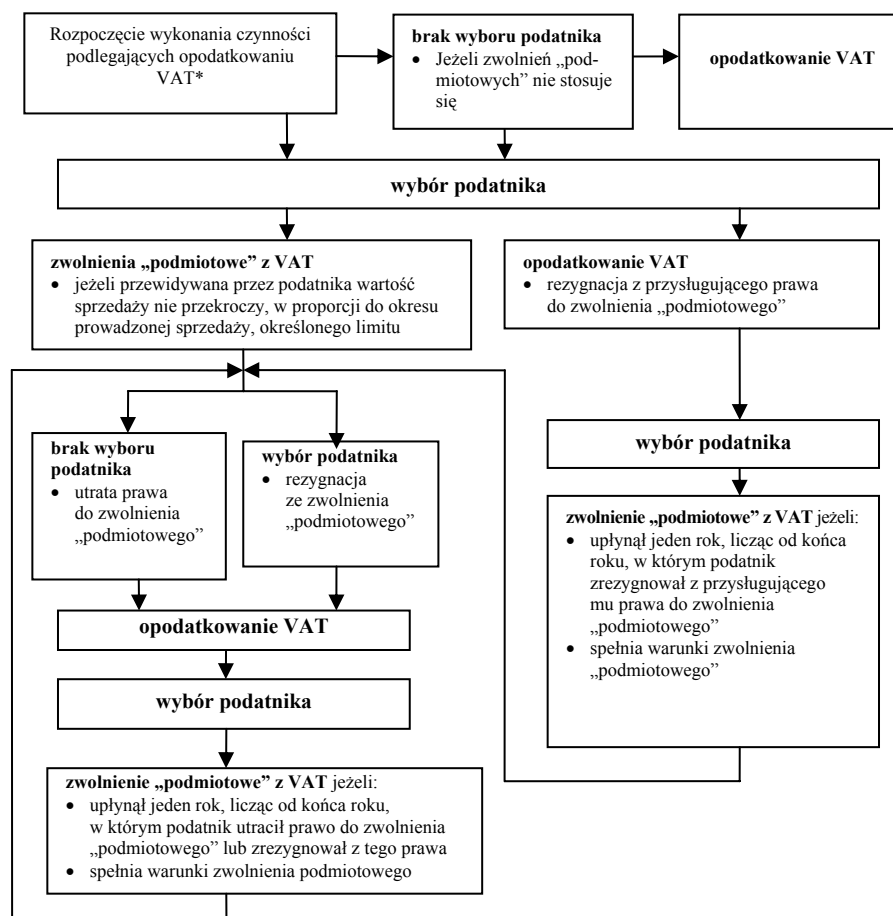 Rozpoczęcie wykonania czynności
podlegających opodatkowaniu
VAT*
brak wyboru podatnika
• Jeżeli zwolnień „pod-
miotowych” nie stosuje
się
opodatkowanie VAT
wybór podatnika
zwolnienia „podmiotowe” z VAT
• jeżeli przewidywana przez podatnika wartość
sprzedaży nie przekroczy, w proporcji do okresu
prowadzonej sprzedaży, określonego limitu
opodatkowanie VAT
• rezygnacja z przysługującego prawa
do zwolnienia „podmiotowego”
brak wyboru
podatnika
• utrata prawa
do zwolnienia
„podmiotowego”
wybór podatnika
• rezygnacja
ze zwolnienia
„podmiotowego”
wybór podatnika
zwolnienie „podmiotowe” z VAT jeżeli:
• upłynął jeden rok, licząc od końca
roku, w którym podatnik
zrezygnował z przysługującego
mu prawa do zwolnienia
„podmiotowego”
• spełnia warunki zwolnienia
„podmiotowego”
opodatkowanie VAT
wybór podatnika
zwolnienie „podmiotowe” z VAT jeżeli:
• upłynął jeden rok, licząc od końca roku,
w którym podatnik utracił prawo do zwolnienia
„podmiotowego” lub zrezygnował z tego prawa
• spełnia warunki zwolnienia podmiotowego